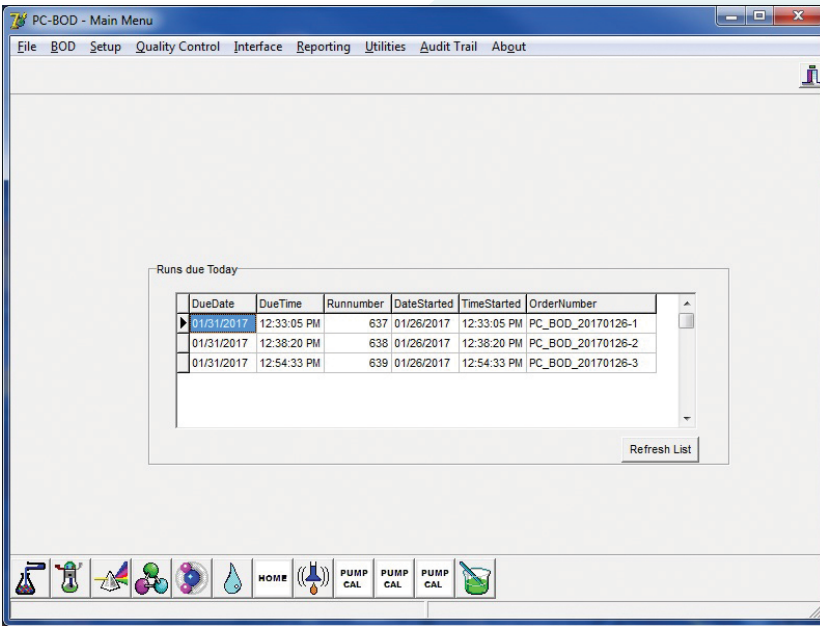 PC-BOD - Main Menu
File BOD Setup Quality Control Interface Reporting Utilities Audit Trail About
Runs due Today
DueDate DueTime Runnumber DateStarted TimeStarted OrderNumber
01/31/2017 12:33:05 PM 637 01/26/2017 12:33:05 PM PC_BOD_20170126-1
01/31/2017 12:38:20 PM 638 01/26/2017 12:38:20 PM PC_BOD_20170126-2
01/31/2017 12:54:33 PM 639 01/26/2017 12:54:33 PM PC_BOD_20170126-3
Refresh List
HOME PUMP CAL PUMP CAL PUMP CAL